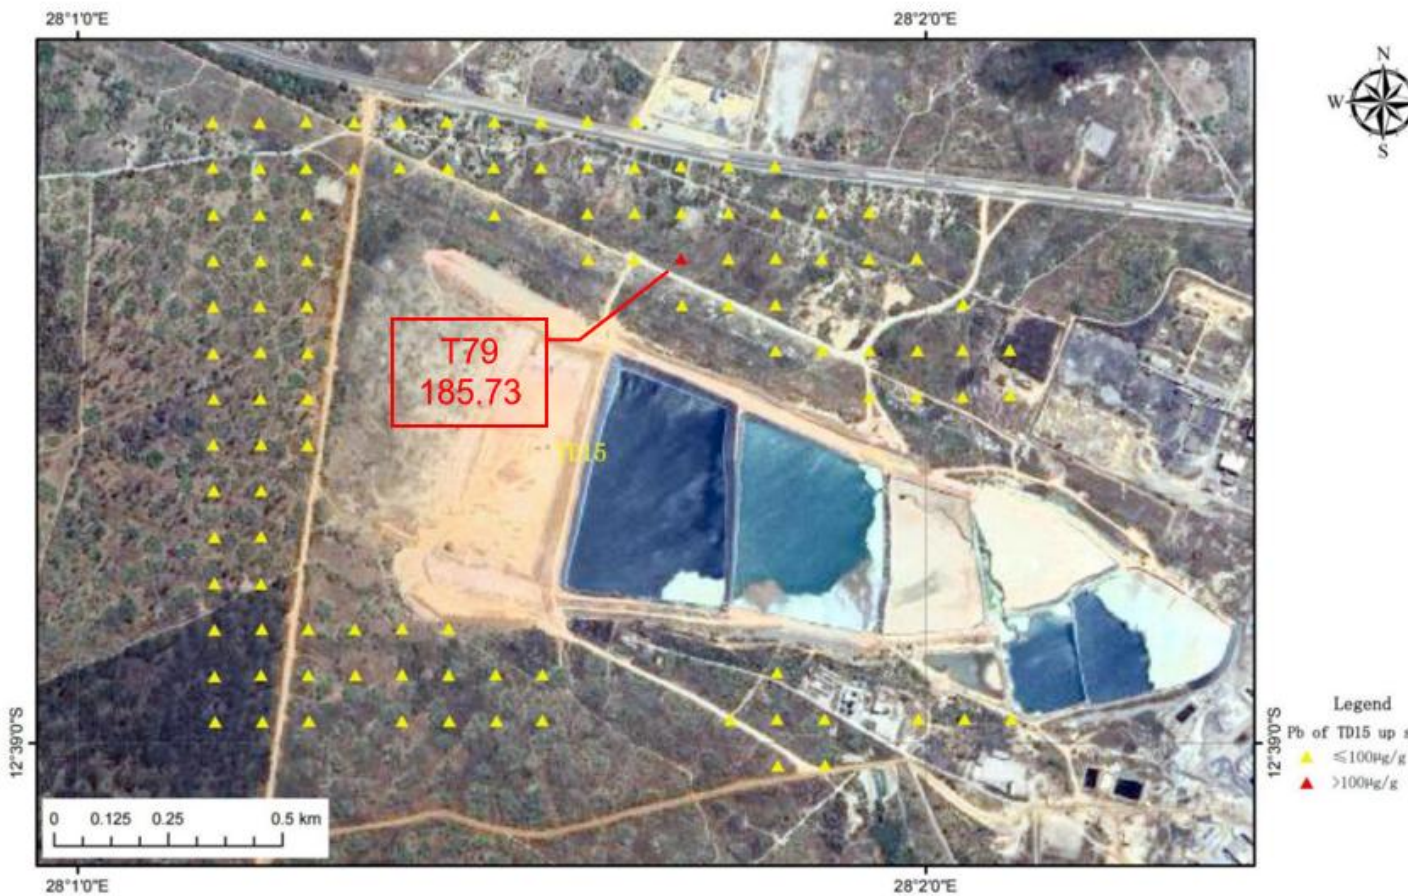 28°1'0"E 28°2'0"E
N
W
S
T79
185.73
TD15
12°39'0"S 12°39'0"S
Legend
Pb of TD15 up s
≤100μg/g
>100μg/g
0 0.125 0.25 0.5 km
28°1'0"E 28°2'0"E